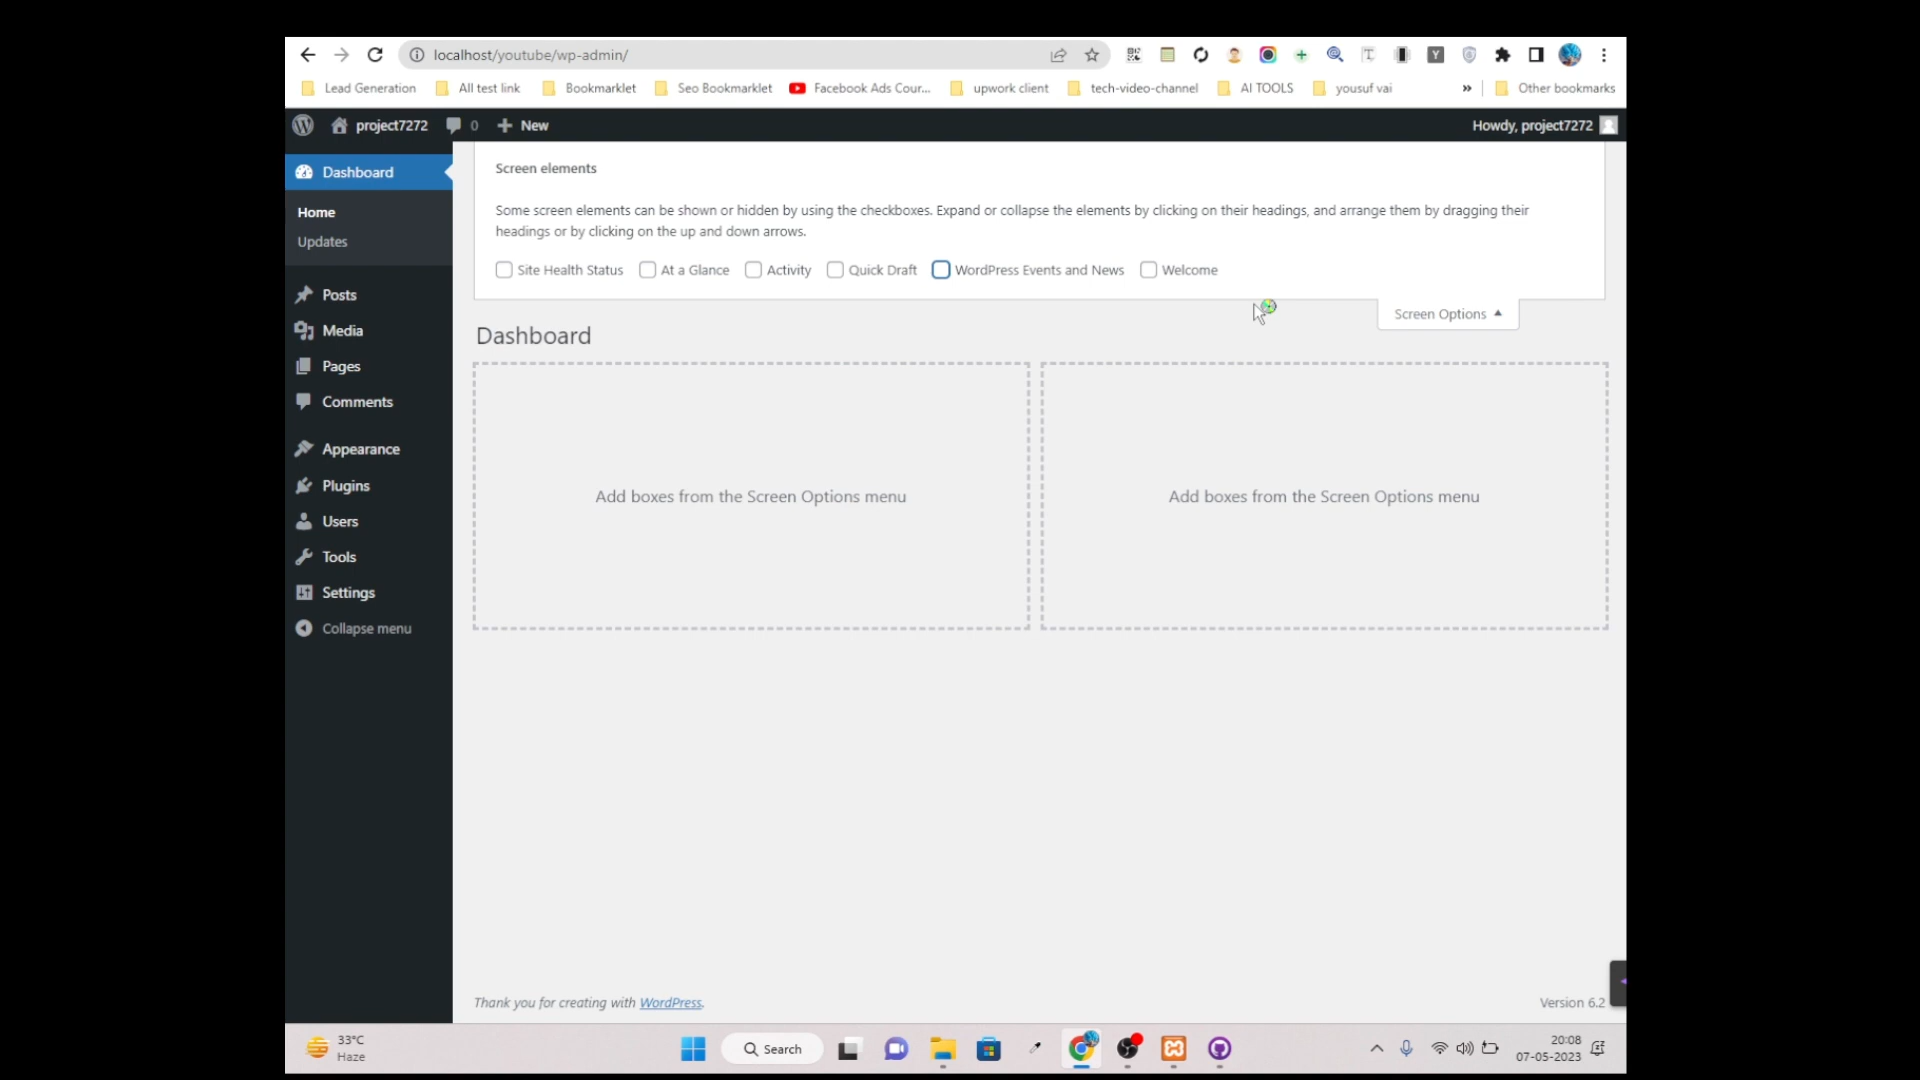 localhost/youtube/wp-admin/
Lead Generation All test link Bookmarklet Seo Bookmarklet Facebook Ads Cour... upwork client tech-video-channel AI TOOLS yousuf vai » Other bookmarks
project7272 0 New Howdy, project7272
Dashboard
Home
Updates
Posts
Media
Pages
Comments
Appearance
Plugins
Users
Tools
Settings
Collapse menu
Screen elements
Some screen elements can be shown or hidden by using the checkboxes. Expand or collapse the elements by clicking on their headings, and arrange them by dragging their
headings or by clicking on the up and down arrows.
Site Health Status At a Glance Activity Quick Draft WordPress Events and News Welcome
Screen Options
Dashboard
Add boxes from the Screen Options menu Add boxes from the Screen Options menu
Thank you for creating with WordPress. Version 6.2
33°C
Haze
Search
20:08
07-05-2023